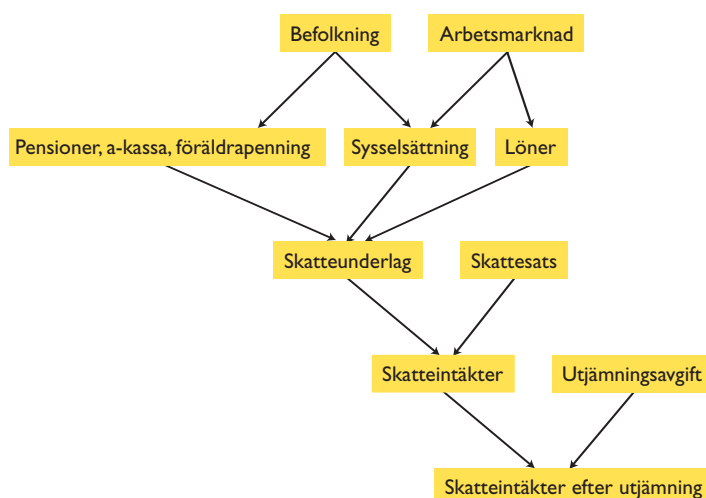 Befolkning
Arbetsmarknad
Pensioner, a-kassa, föräldrapenning
Sysselsättning
Löner
Skatteunderlag
Skattesats
Skatteintäkter
Utjämningsavgift
Skatteintäkter efter utjämning